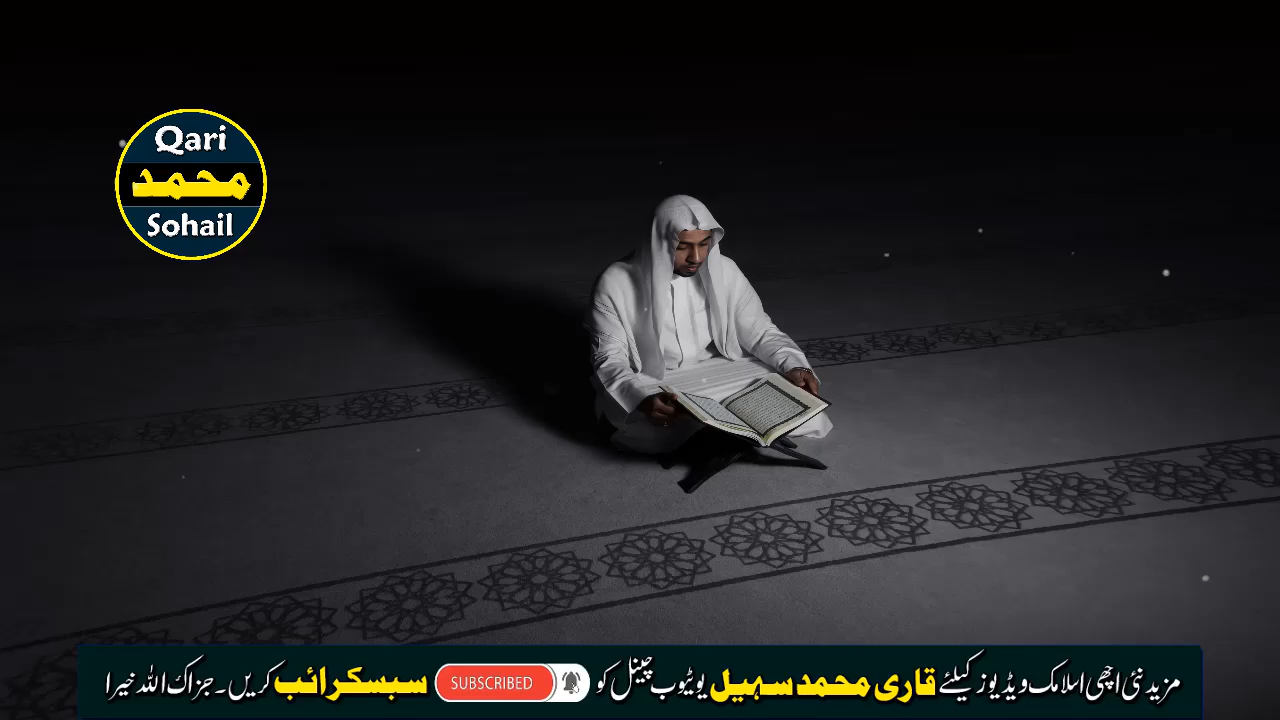 Qari
محمد
Sohail
مزید نئی اچھی اسلامک ویڈیوز کیلئے قاری محمد سہیل یوٹیوب چینل کو SUBSCRIBED سبسکرائب کریں۔ جزاک اللہ خیرا